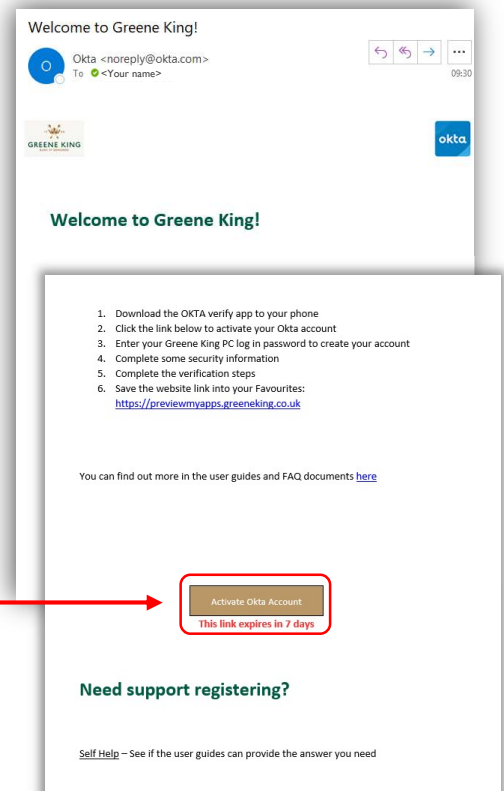 Welcome to Greene King!
O
Okta <noreply@okta.com>
To <Your name>
...
09:30
GREENE KING
okta
Welcome to Greene King!
1. Download the OKTA verify app to your phone
2. Click the link below to activate your Okta account
3. Enter your Greene King PC log in password to create your account
4. Complete some security information
5. Complete the verification steps
6. Save the website link into your Favourites:
https://previewmyapps.greeneking.co.uk
You can find out more in the user guides and FAQ documents here
Activate Okta Account
This link expires in 7 days
Need support registering?
Self Help – See if the user guides can provide the answer you need